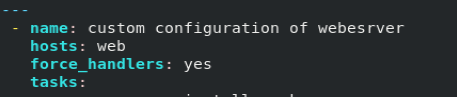 ---
- name: custom configuration of webesrver
hosts: web
force_handlers: yes
tasks: